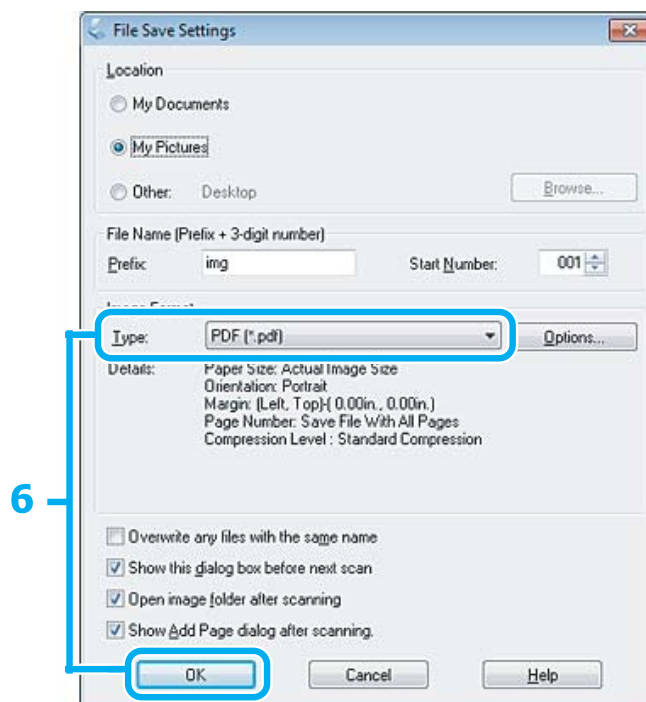 File Save Settings
Location
My Documents
My Pictures
Other: Desktop Browse...
File Name (Prefix + 3-digit number)
Prefix: img Start Number: 001
Image Format
Type: PDF (*.pdf) Options...
Details: Paper Size: Actual Image Size
Orientation: Portrait
Margin: (Left, Top)-( 0.00in., 0.00in.)
Page Number: Save File With All Pages
Compression Level : Standard Compression
6
Overwrite any files with the same name
Show this dialog box before next scan
Open image folder after scanning
Show Add Page dialog after scanning.
OK Cancel Help